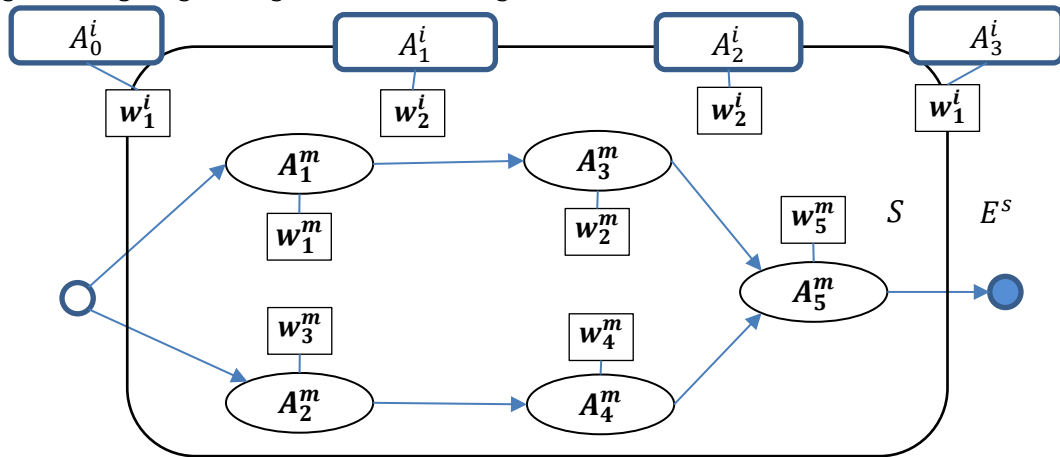 A_0^i A_1^i A_2^i A_3^i
w_1^i w_2^i w_2^i w_1^i
A_1^m A_3^m
w_1^m w_2^m w_5^m S E^s
A_5^m
w_3^m w_4^m
A_2^m A_4^m